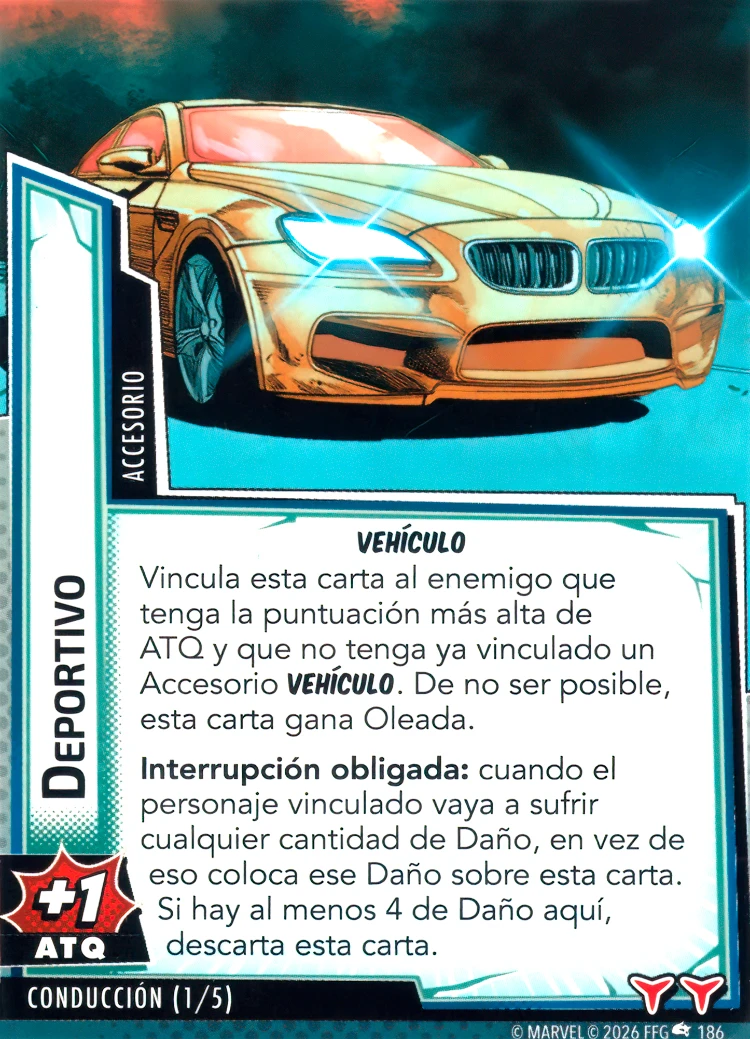 ACCESORIO
DEPORTIVO
VEHÍCULO
Vincula esta carta al enemigo que
tenga la puntuación más alta de
ATQ y que no tenga ya vinculado un
Accesorio VEHÍCULO. De no ser posible,
esta carta gana Oleada.
Interrupción obligada: cuando el
personaje vinculado vaya a sufrir
cualquier cantidad de Daño, en vez de
eso coloca ese Daño sobre esta carta.
Si hay al menos 4 de Daño aquí,
descarta esta carta.
+1
ATQ
CONDUCCIÓN (1/5)
© MARVEL © 2026 FFG 186